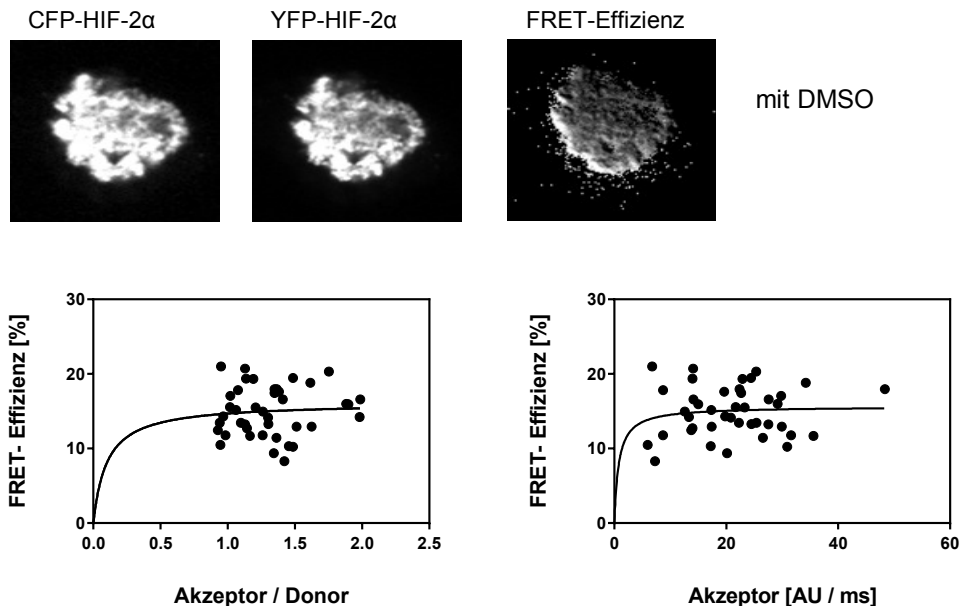 CFP-HIF-2α
YFP-HIF-2α
FRET-Effizienz
mit DMSO
FRET- Effizienz [%]
30
20
10
0
0.0
0.5
1.0
1.5
2.0
2.5
Akzeptor / Donor
FRET- Effizienz [%]
30
20
10
0
0
20
40
60
Akzeptor [AU / ms]